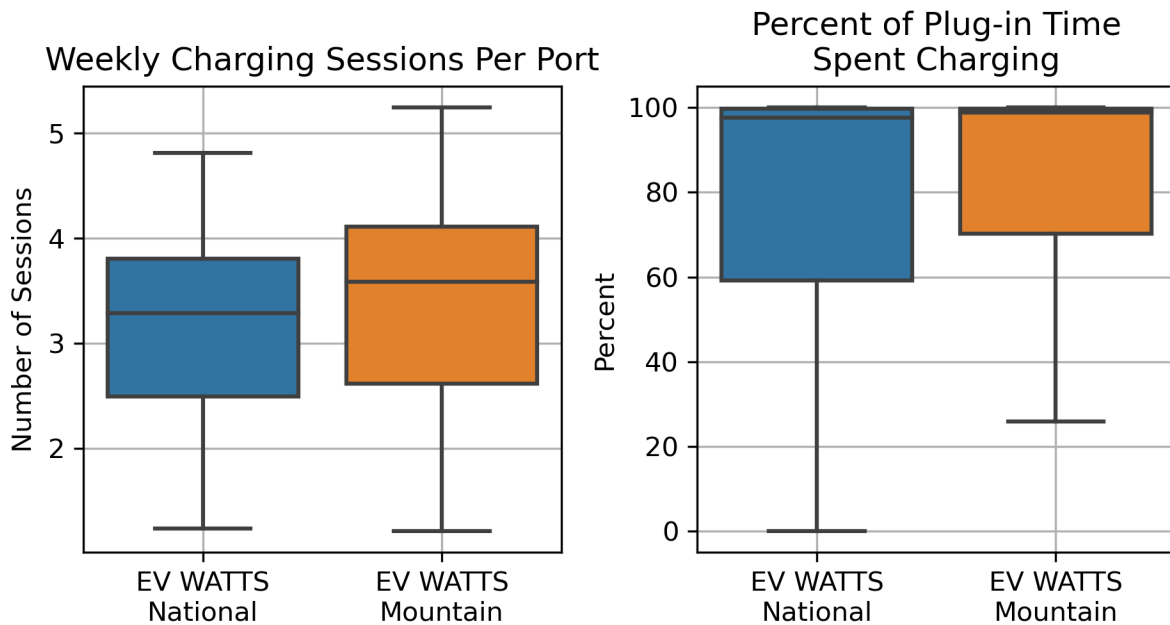 Weekly Charging Sessions Per Port
Number of Sessions
5
4
3
2
EV WATTS
National
EV WATTS
Mountain
Percent of Plug-in Time
Spent Charging
Percent
100
80
60
40
20
0
EV WATTS
National
EV WATTS
Mountain